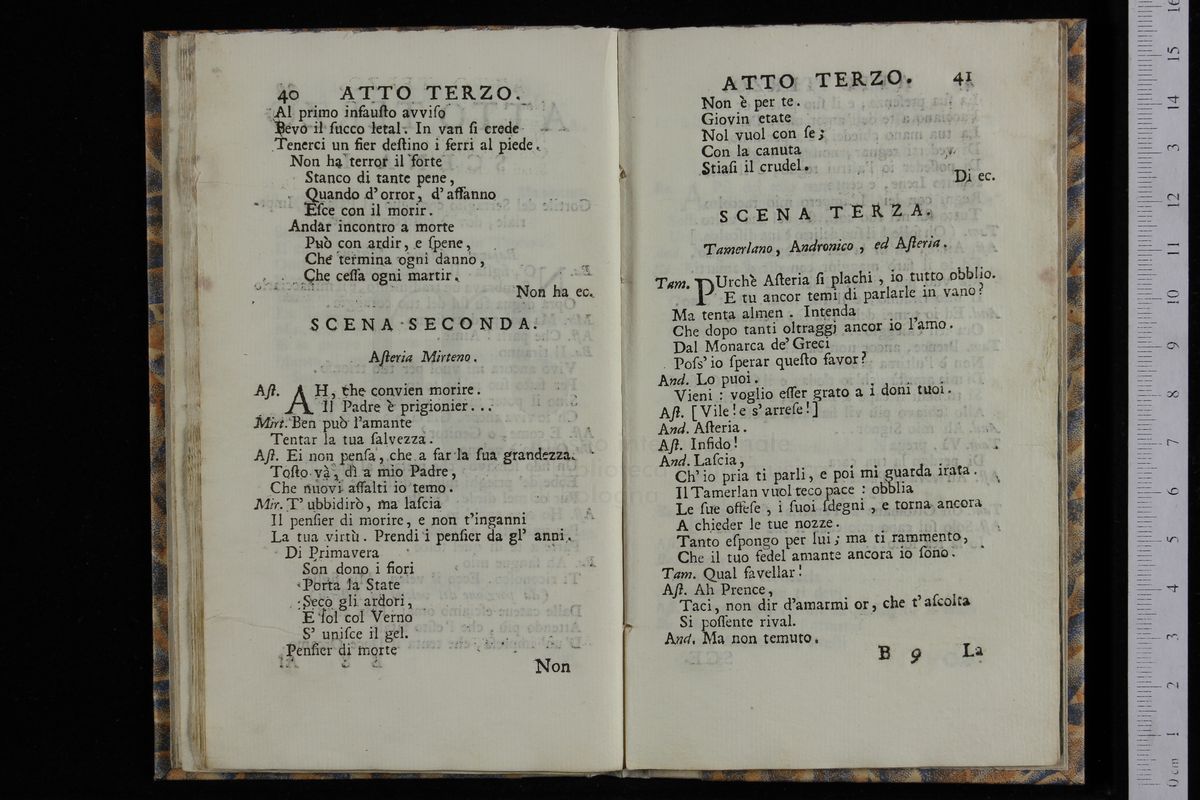 40 ATTO TERZO.
Al primo infauſto avviſo
Bevo il ſucco letal. In van ſi crede
Tenerci un fier deſtino i ferri al piede.
Non ha terror il forte
Stanco di tante pene,
Quando d'orror, d'affanno
Eſce con il morir.
Andar incontro a morte
Può con ardir, e ſpene,
Che termina ogni danno,
Che ceſſa ogni martir.
Non ha ec.
SCENA SECONDA.
Aſteria Mirteno.
Aſt. AH, che convien morire.
Il Padre è prigionier...
Mirt. Ben può l'amante
Tentar la tua ſalvezza.
Aſt. Ei non penſa, che a far la ſua grandezza.
Toſto và, dì a mio Padre,
Che nuovi aſſalti io temo.
Mir. T' ubbidirò, ma laſcia
Il penſier di morire, e non t'inganni
La tua virtù. Prendi i penſier da gl' anni.
Di Primavera
Son dono i fiori
Porta la State
Seco gli ardori,
E ſol col Verno
S' uniſce il gel.
Penſier di morte
Non
ATTO TERZO. 41
Non è per te.
Giovin etate
Nol vuol con ſe;
Con la canuta
Stiaſi il crudel.
Di ec.
SCENA TERZA.
Tamerlano, Andronico, ed Aſteria.
Tam. PUrchè Aſteria ſi plachi, io tutto obblio.
E tu ancor temi di parlarle in vano?
Ma tenta almen. Intenda
Che dopo tanti oltraggj ancor io l'amo.
Dal Monarca de' Greci
Poſs' io ſperar queſto favor?
And. Lo puoi.
Vieni: voglio eſſer grato a i doni tuoi.
Aſt. [Vile! e s'arreſe!]
And. Aſteria.
Aſt. Infido!
And. Laſcia,
Ch' io pria ti parli, e poi mi guarda irata.
Il Tamerlan vuol teco pace: obblia
Le ſue offeſe, i ſuoi ſdegni, e torna ancora
A chieder le tue nozze.
Tanto eſpongo per lui; ma ti rammento,
Che il tuo fedel amante ancora io ſono.
Tam. Qual favellar!
Aſt. Ah Prence,
Taci, non dir d'amarmi or, che t'aſcolta
Si poſſente rival.
And. Ma non temuto.
B 9 La